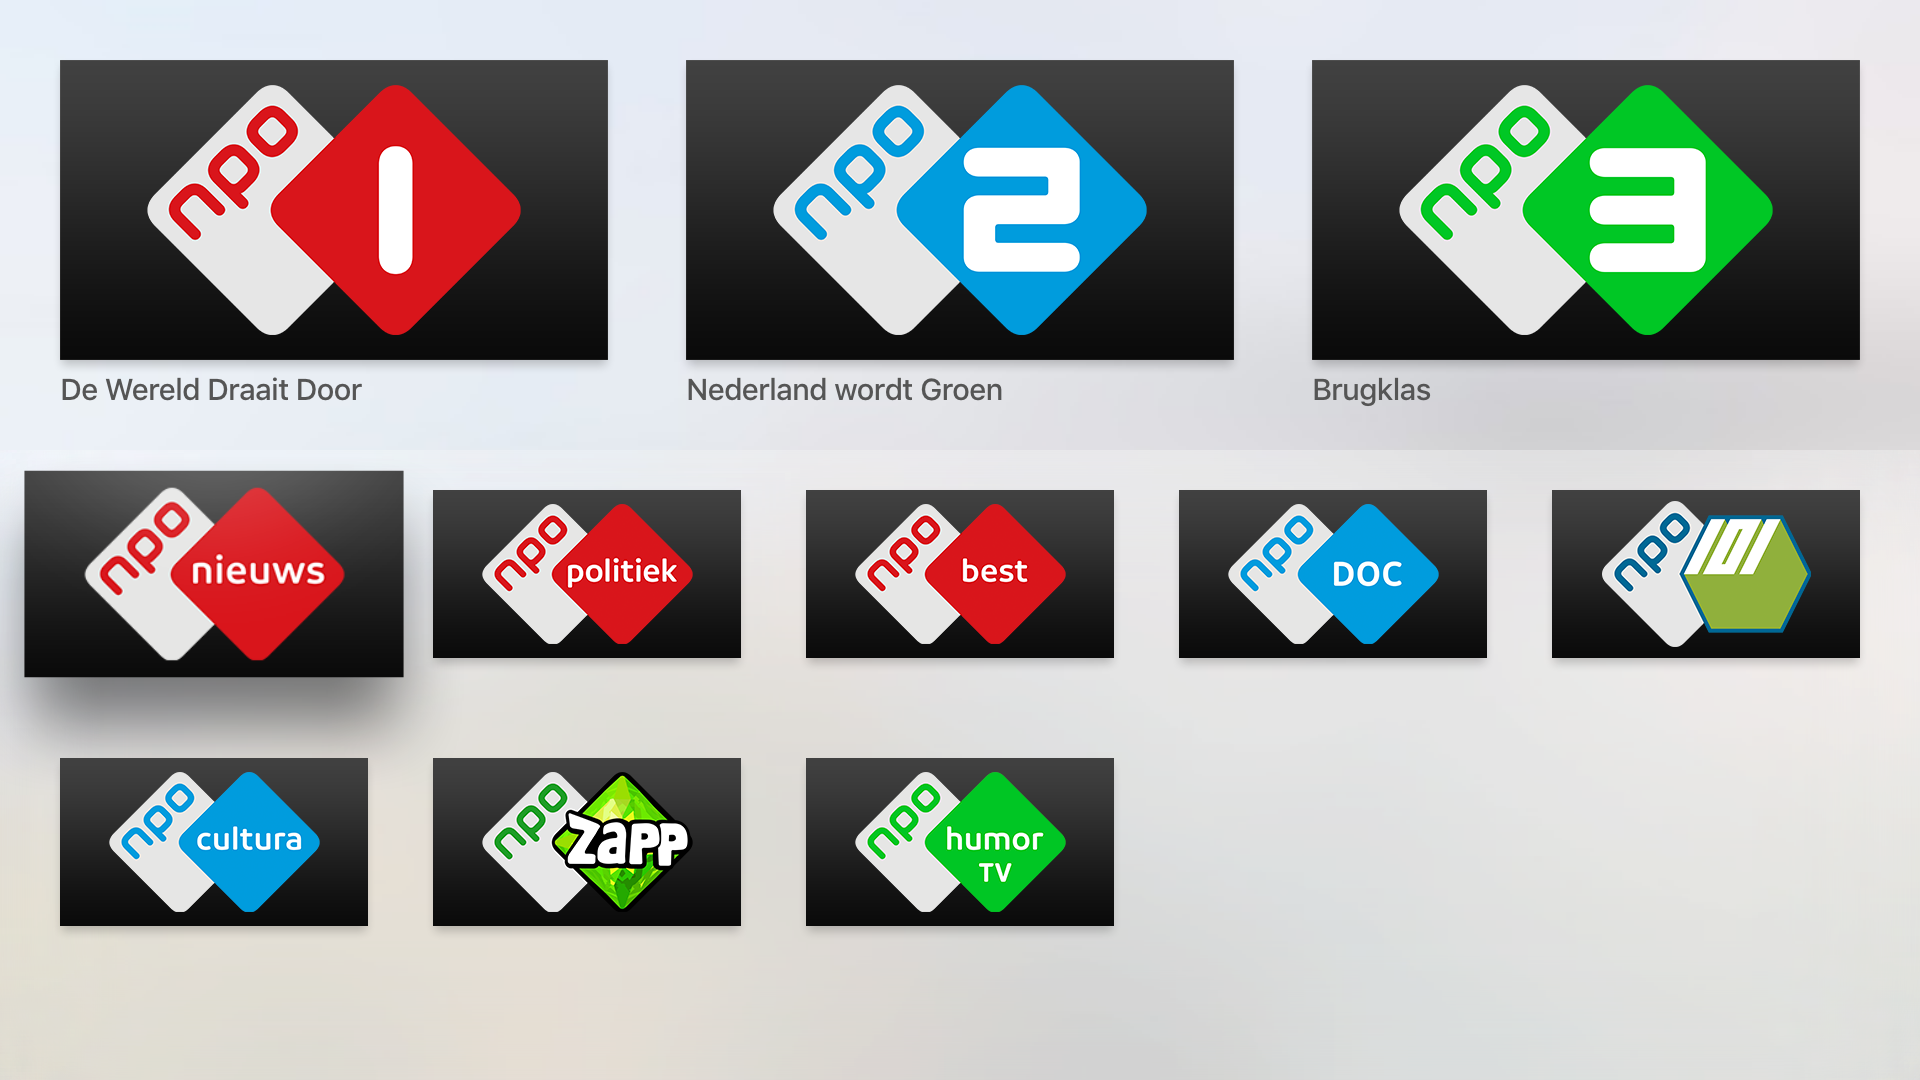 npo 1
npo 2
npo 3
De Wereld Draait Door
Nederland wordt Groen
Brugklas
npo nieuws
npo politiek
npo best
npo DOC
npo 101
npo cultura
npo zapp
npo humor
TV